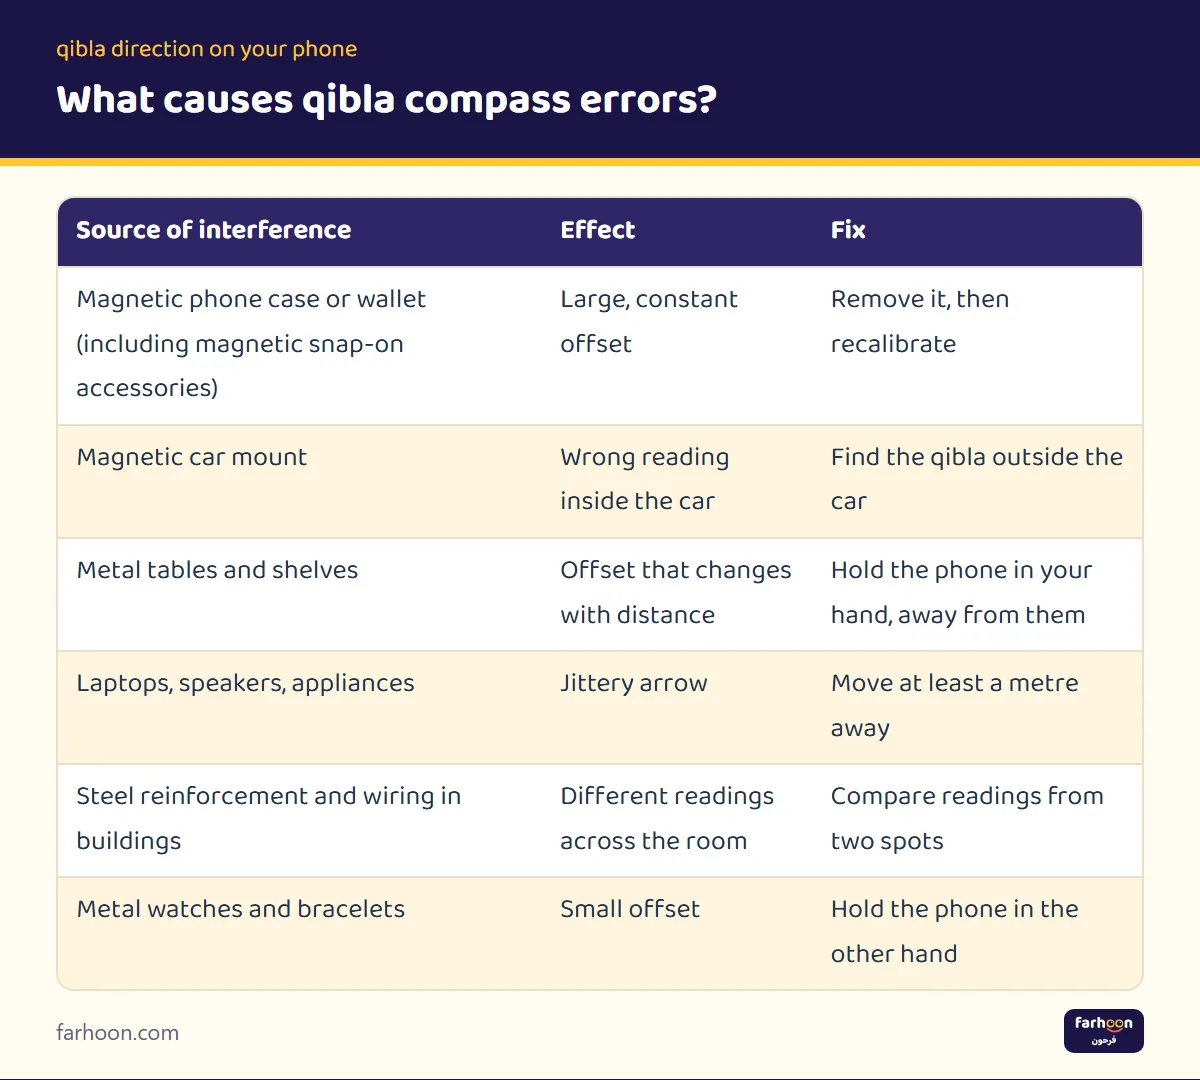 qibla direction on your phone
What causes qibla compass errors?
Source of interference Effect Fix
Magnetic phone case or wallet Large, constant Remove it, then
(including magnetic snap-on offset recalibrate
accessories)
Magnetic car mount Wrong reading Find the qibla outside the
inside the car car
Metal tables and shelves Offset that changes Hold the phone in your
with distance hand, away from them
Laptops, speakers, appliances Jittery arrow Move at least a metre
away
Steel reinforcement and wiring in Different readings Compare readings from
buildings across the room two spots
Metal watches and bracelets Small offset Hold the phone in the
other hand
farhoon.com
farhoon
فرحون